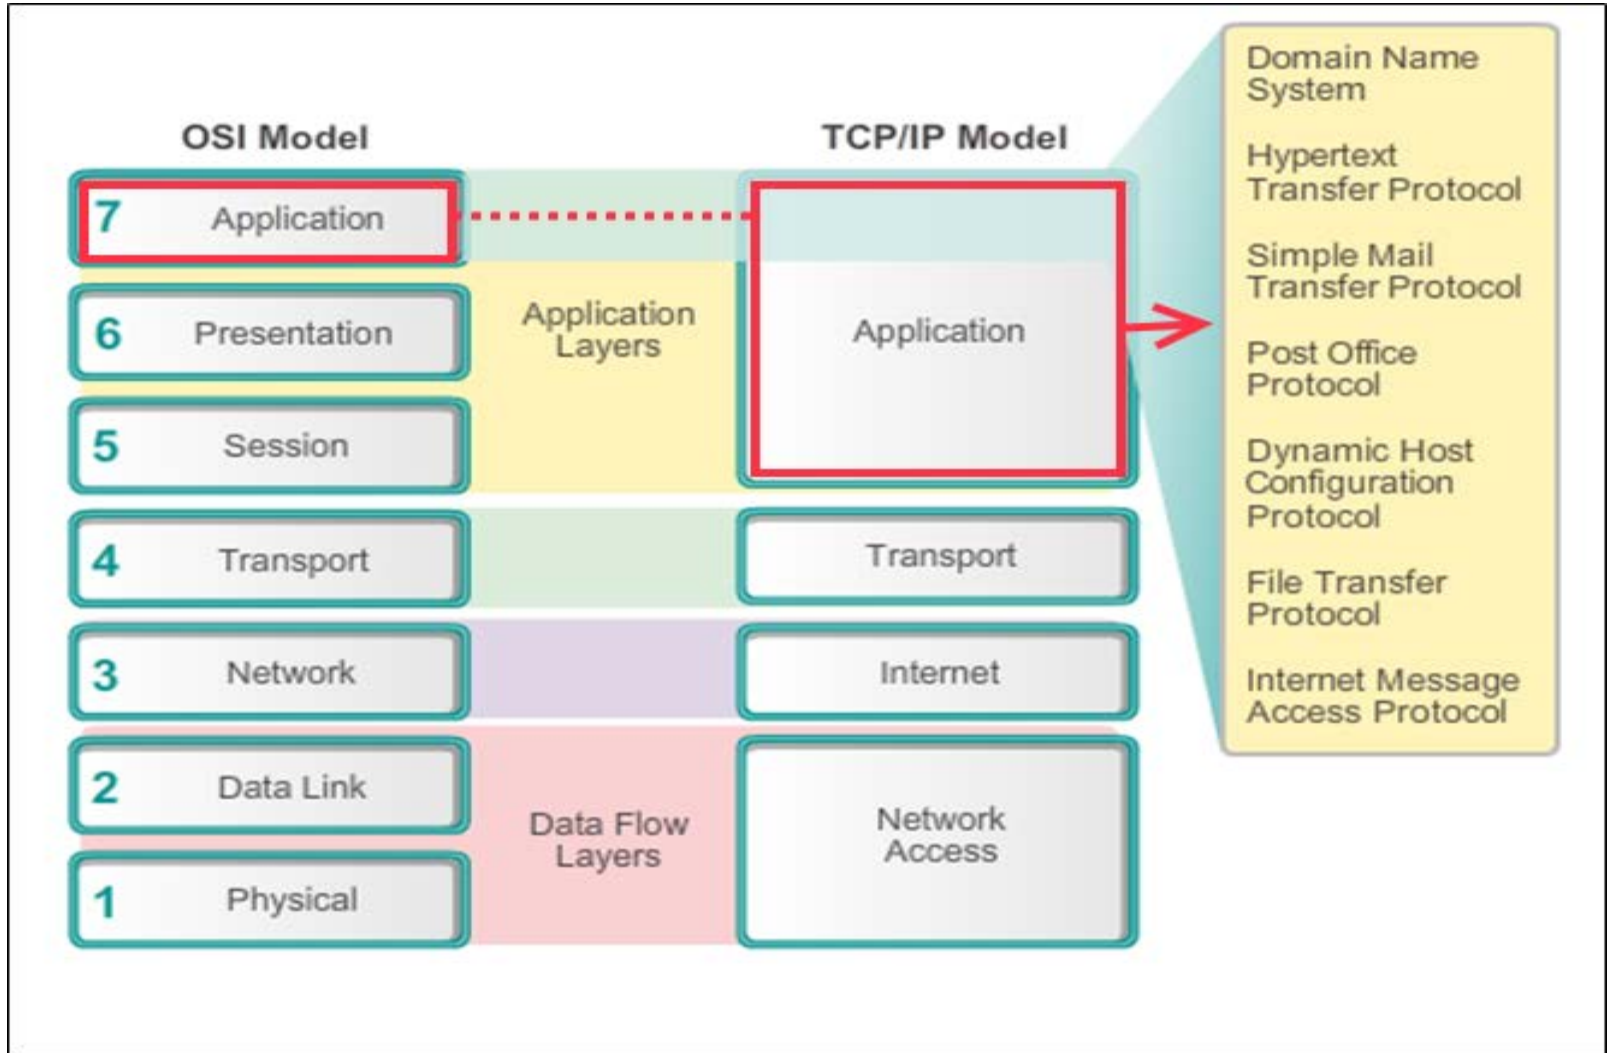 OSI Model
TCP/IP Model
7 Application
6 Presentation
5 Session
4 Transport
3 Network
2 Data Link
1 Physical
Application
Layers
Data Flow
Layers
Application
Transport
Internet
Network
Access
Domain Name
System
Hypertext
Transfer Protocol
Simple Mail
Transfer Protocol
Post Office
Protocol
Dynamic Host
Configuration
Protocol
File Transfer
Protocol
Internet Message
Access Protocol